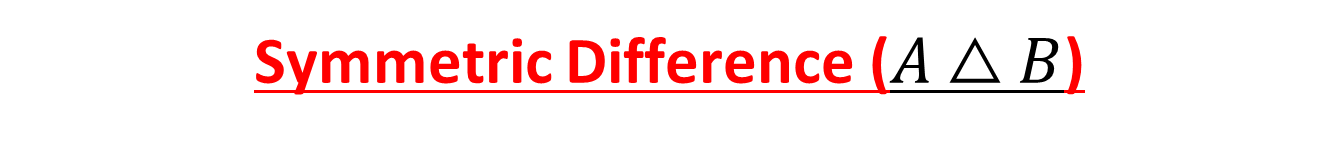 Symmetric Difference (𝐴 △ 𝐵)